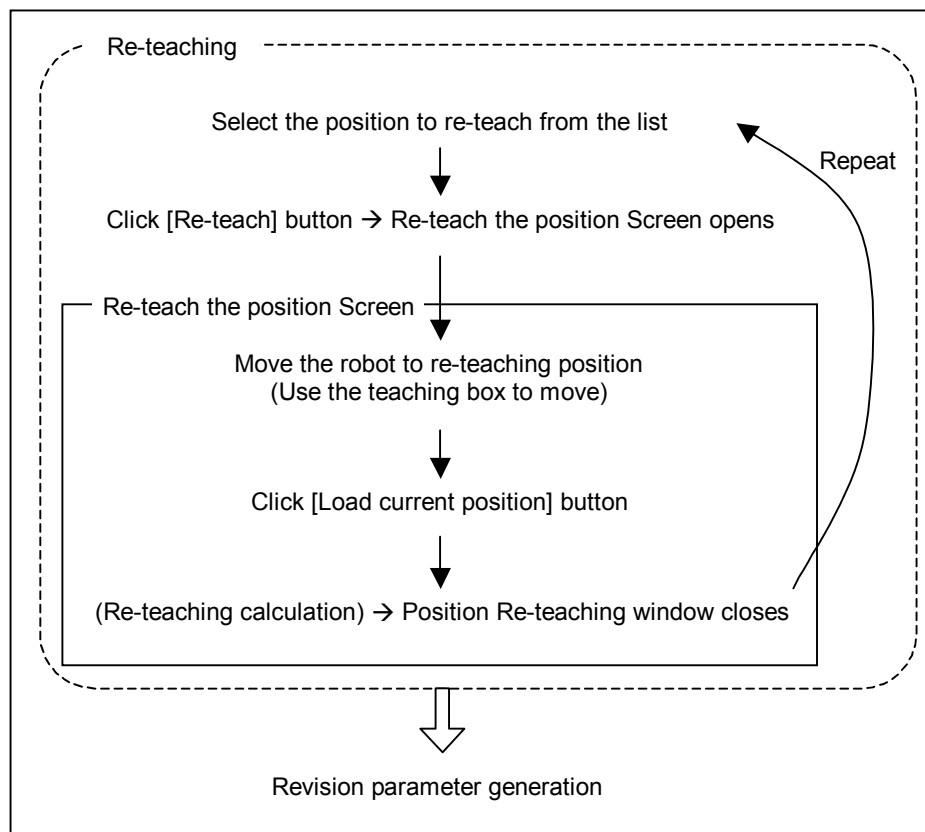 Re-teaching
Select the position to re-teach from the list
Repeat
Click [Re-teach] button → Re-teach the position Screen opens
Re-teach the position Screen
Move the robot to re-teaching position
(Use the teaching box to move)
Click [Load current position] button
(Re-teaching calculation) → Position Re-teaching window closes
Revision parameter generation